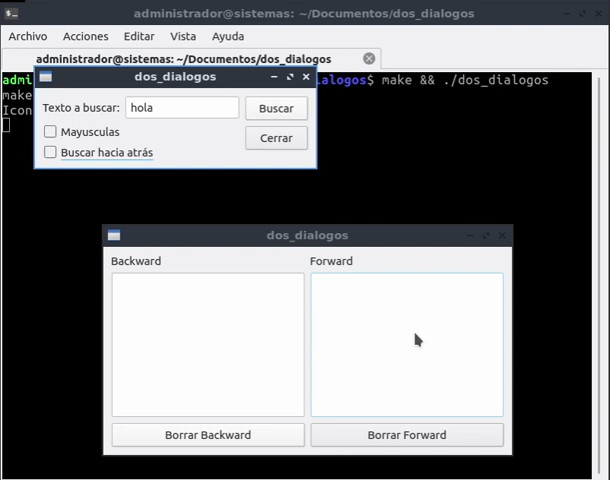 administrador@sistemas: ~/Documentos/dos_dialogos
Archivo Acciones Editar Vista Ayuda
administrador@sistemas: ~/Documentos/dos_dialogos
$ make && ./dos_dialogos
make
Icon
dos_dialogos
Texto a buscar: hola Buscar
Mayusculas
Cerrar
Buscar hacia atrás
dos_dialogos
Backward Forward
Borrar Backward Borrar Forward